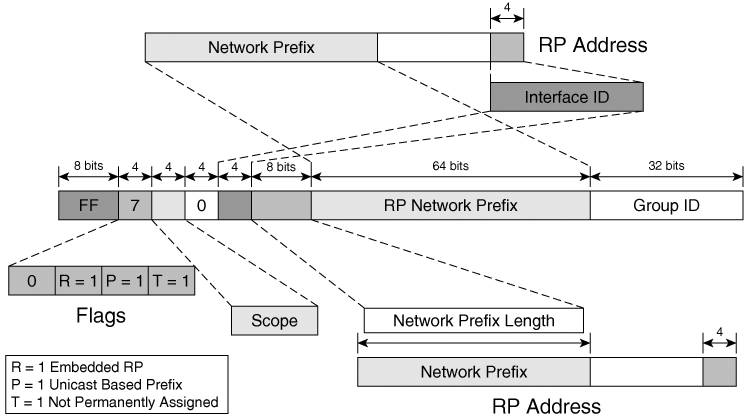 4
Network Prefix
RP Address
Interface ID
8 bits 4 4 4 4 8 bits 64 bits 32 bits
FF 7 0 RP Network Prefix Group ID
0 R = 1 P = 1 T = 1
Flags
Scope
Network Prefix Length
4
Network Prefix
RP Address
R = 1 Embedded RP
P = 1 Unicast Based Prefix
T = 1 Not Permanently Assigned